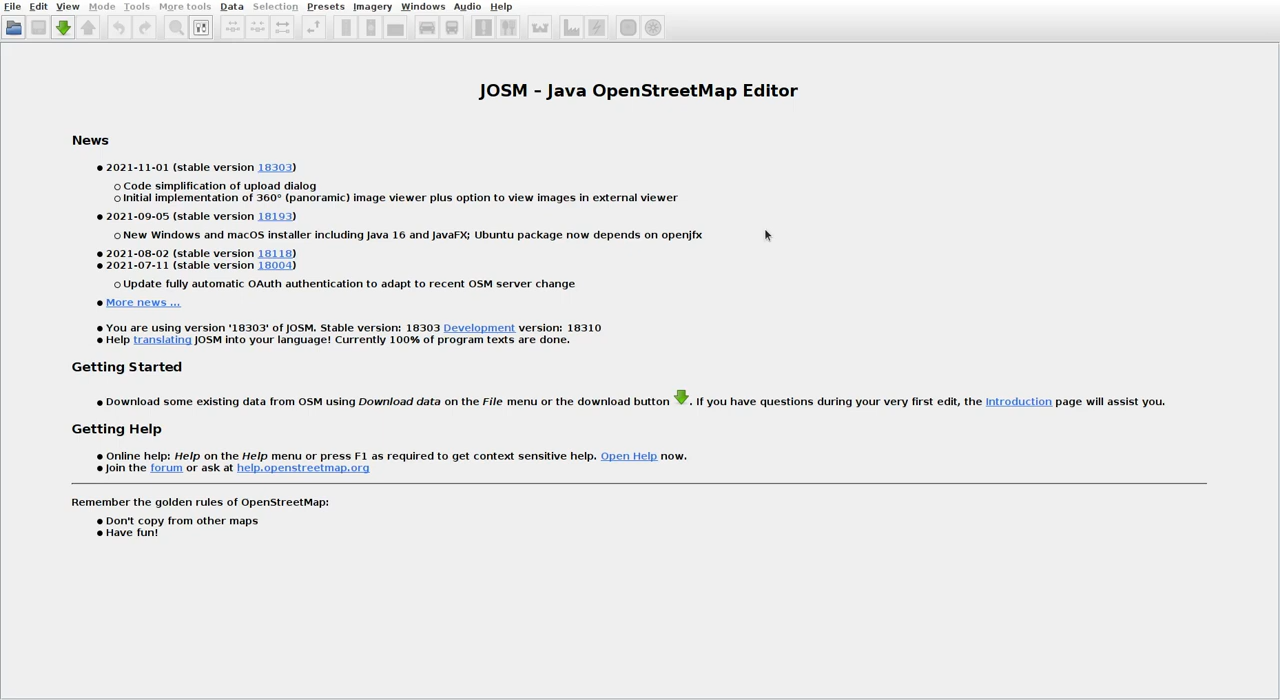 File Edit View Mode Tools More tools Data Selection Presets Imagery Windows Audio Help
JOSM – Java OpenStreetMap Editor
News
● 2021-11-01 (stable version 18303)
○ Code simplification of upload dialog
○ Initial implementation of 360° (panoramic) image viewer plus option to view images in external viewer
● 2021-09-05 (stable version 18193)
○ New Windows and macOS installer including Java 16 and JavaFX; Ubuntu package now depends on openjfx
● 2021-08-02 (stable version 18118)
● 2021-07-11 (stable version 18004)
○ Update fully automatic OAuth authentication to adapt to recent OSM server change
● More news ...
● You are using version '18303' of JOSM. Stable version: 18303 Development version: 18310
● Help translating JOSM into your language! Currently 100% of program texts are done.
Getting Started
● Download some existing data from OSM using Download data on the File menu or the download button . If you have questions during your very first edit, the Introduction page will assist you.
Getting Help
● Online help: Help on the Help menu or press F1 as required to get context sensitive help. Open Help now.
● Join the forum or ask at help.openstreetmap.org
Remember the golden rules of OpenStreetMap:
● Don't copy from other maps
● Have fun!